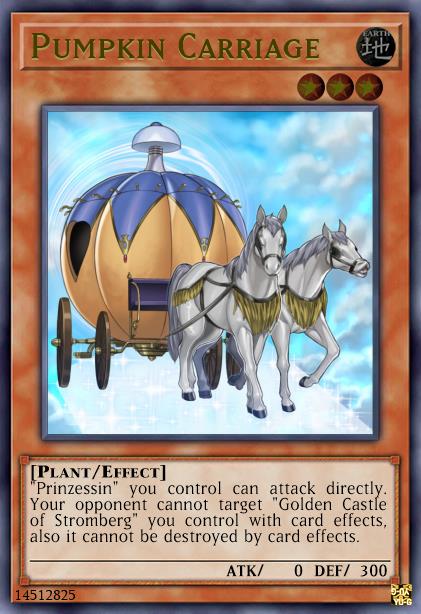 PUMPKIN CARRIAGE
EARTH
地
[PLANT/EFFECT]
"Prinzessin" you control can attack directly.
Your opponent cannot target "Golden Castle
of Stromberg" you control with card effects,
also it cannot be destroyed by card effects.
ATK/ 0 DEF/ 300
14512825